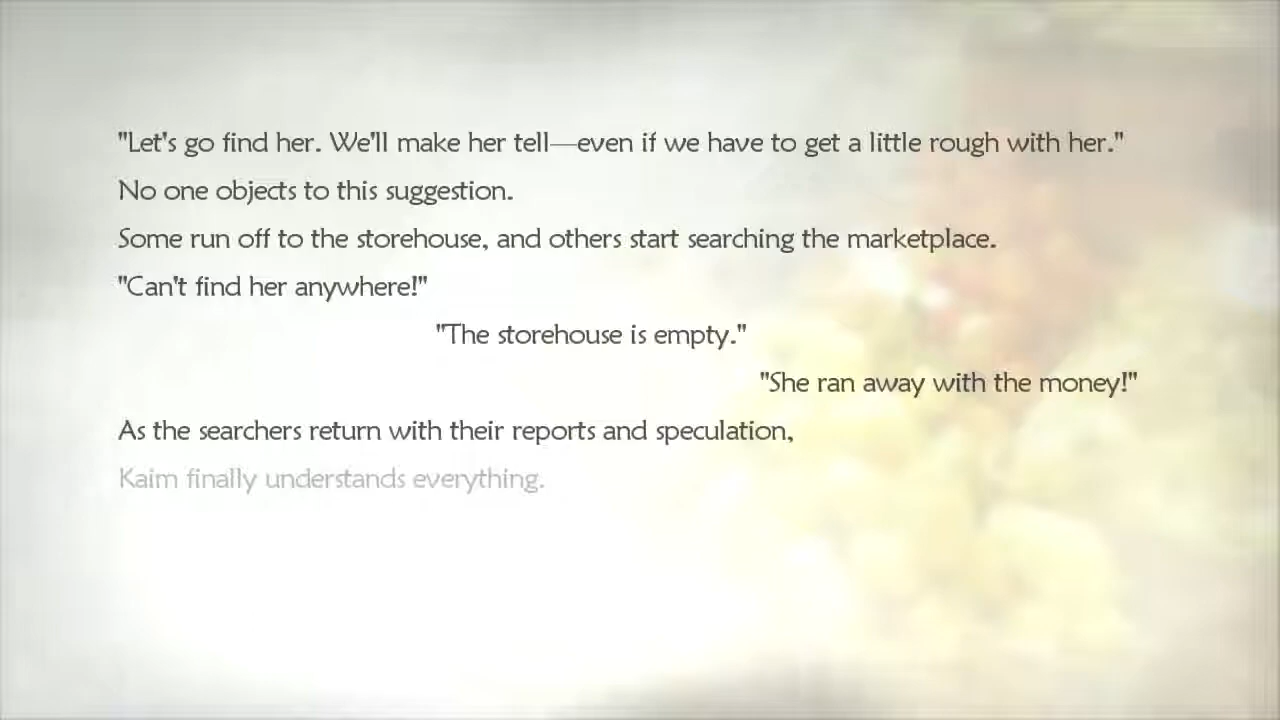 "Let's go find her. We'll make her tell—even if we have to get a little rough with her."
No one objects to this suggestion.
Some run off to the storehouse, and others start searching the marketplace.
"Can't find her anywhere!"
"The storehouse is empty."
"She ran away with the money!"
As the searchers return with their reports and speculation,
Kaim finally understands everything.